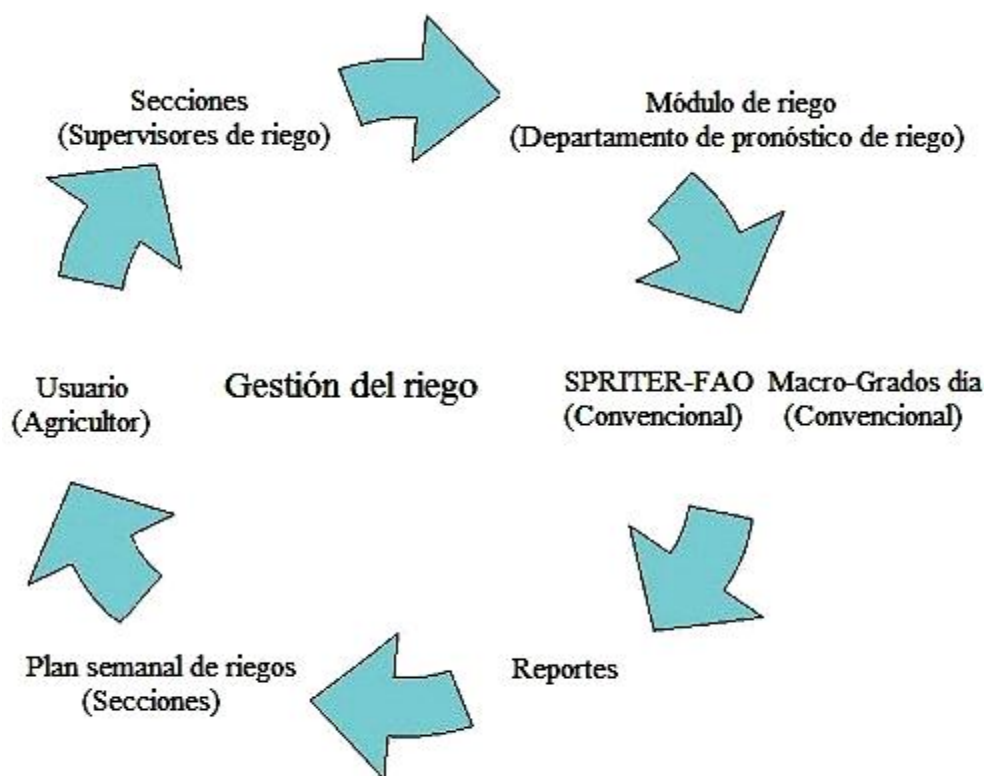 Secciones
(Supervisores de riego)
Módulo de riego
(Departamento de pronóstico de riego)
Usuario
(Agricultor)
Gestión del riego
SPRITER-FAO
(Convencional)
Macro-Grados día
(Convencional)
Plan semanal de riegos
(Secciones)
Reportes